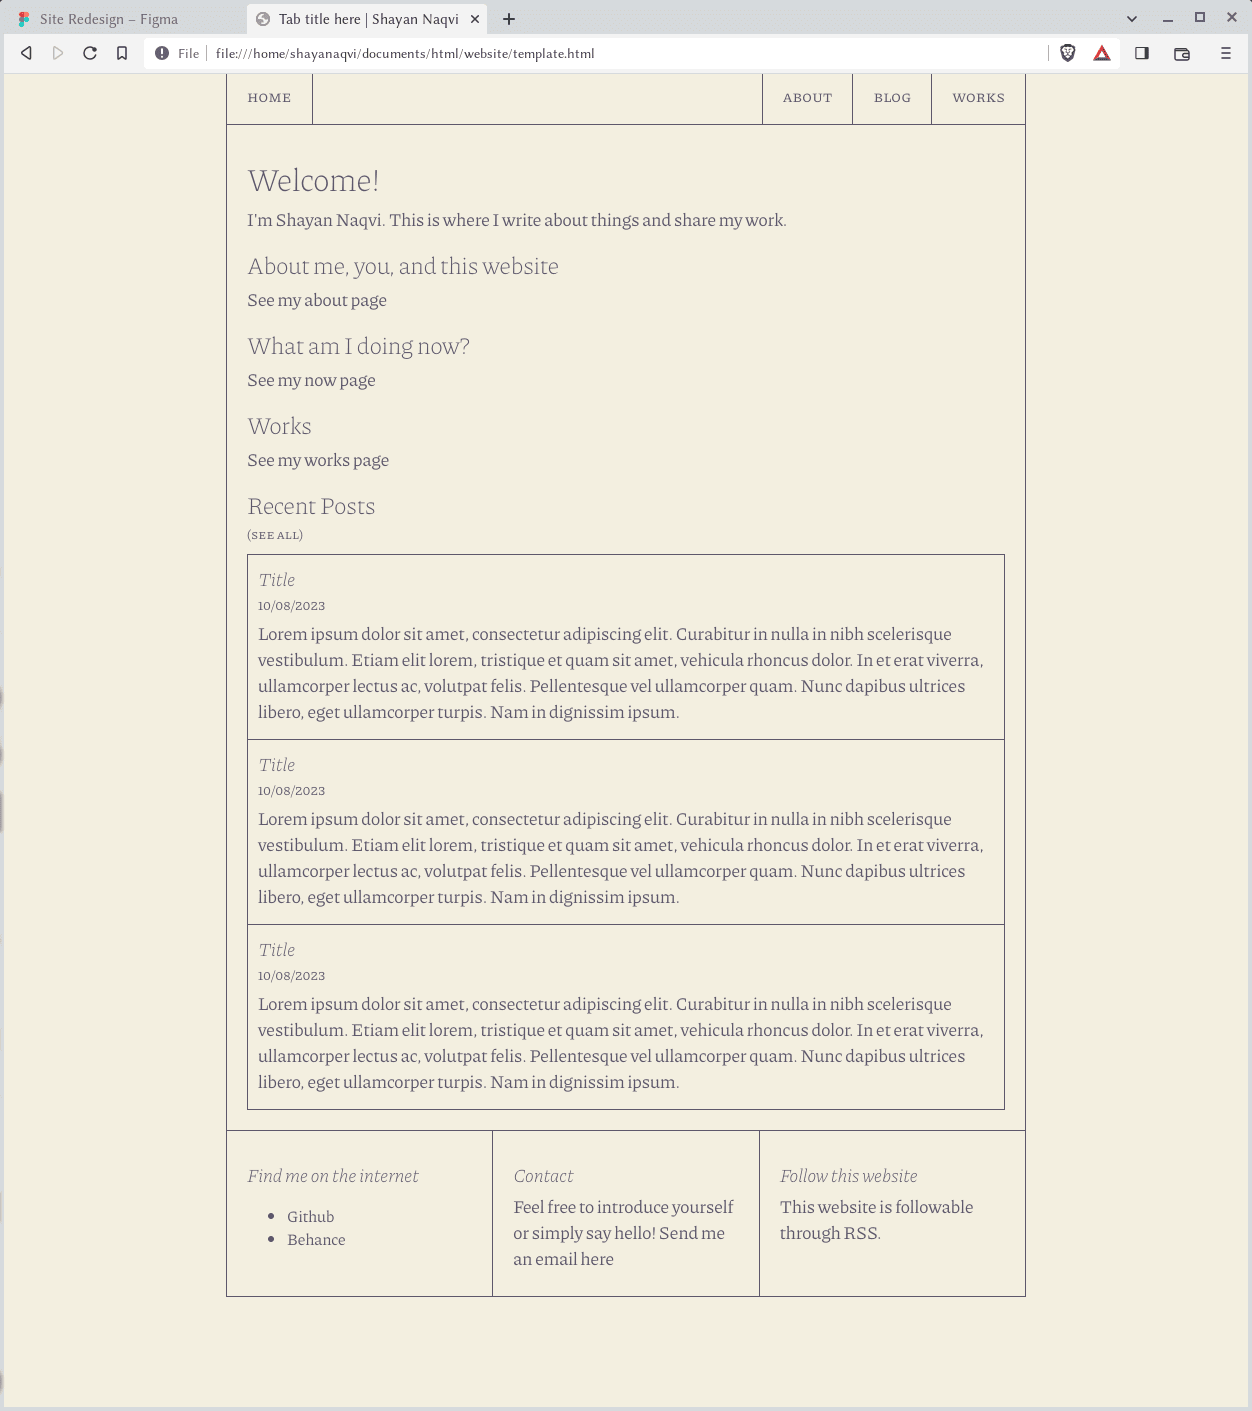 Site Redesign – Figma
Tab title here | Shayan Naqvi
File
file:///home/shayanaqvi/documents/html/website/template.html
HOME
ABOUT
BLOG
WORKS
Welcome!
I'm Shayan Naqvi. This is where I write about things and share my work.
About me, you, and this website
See my about page
What am I doing now?
See my now page
Works
See my works page
Recent Posts
(SEE ALL)
Title
10/08/2023
Lorem ipsum dolor sit amet, consectetur adipiscing elit. Curabitur in nulla in nibh scelerisque
vestibulum. Etiam elit lorem, tristique et quam sit amet, vehicula rhoncus dolor. In et erat viverra,
ullamcorper lectus ac, volutpat felis. Pellentesque vel ullamcorper quam. Nunc dapibus ultrices
libero, eget ullamcorper turpis. Nam in dignissim ipsum.
Title
10/08/2023
Lorem ipsum dolor sit amet, consectetur adipiscing elit. Curabitur in nulla in nibh scelerisque
vestibulum. Etiam elit lorem, tristique et quam sit amet, vehicula rhoncus dolor. In et erat viverra,
ullamcorper lectus ac, volutpat felis. Pellentesque vel ullamcorper quam. Nunc dapibus ultrices
libero, eget ullamcorper turpis. Nam in dignissim ipsum.
Title
10/08/2023
Lorem ipsum dolor sit amet, consectetur adipiscing elit. Curabitur in nulla in nibh scelerisque
vestibulum. Etiam elit lorem, tristique et quam sit amet, vehicula rhoncus dolor. In et erat viverra,
ullamcorper lectus ac, volutpat felis. Pellentesque vel ullamcorper quam. Nunc dapibus ultrices
libero, eget ullamcorper turpis. Nam in dignissim ipsum.
Find me on the internet
• Github
• Behance
Contact
Feel free to introduce yourself
or simply say hello! Send me
an email here
Follow this website
This website is followable
through RSS.